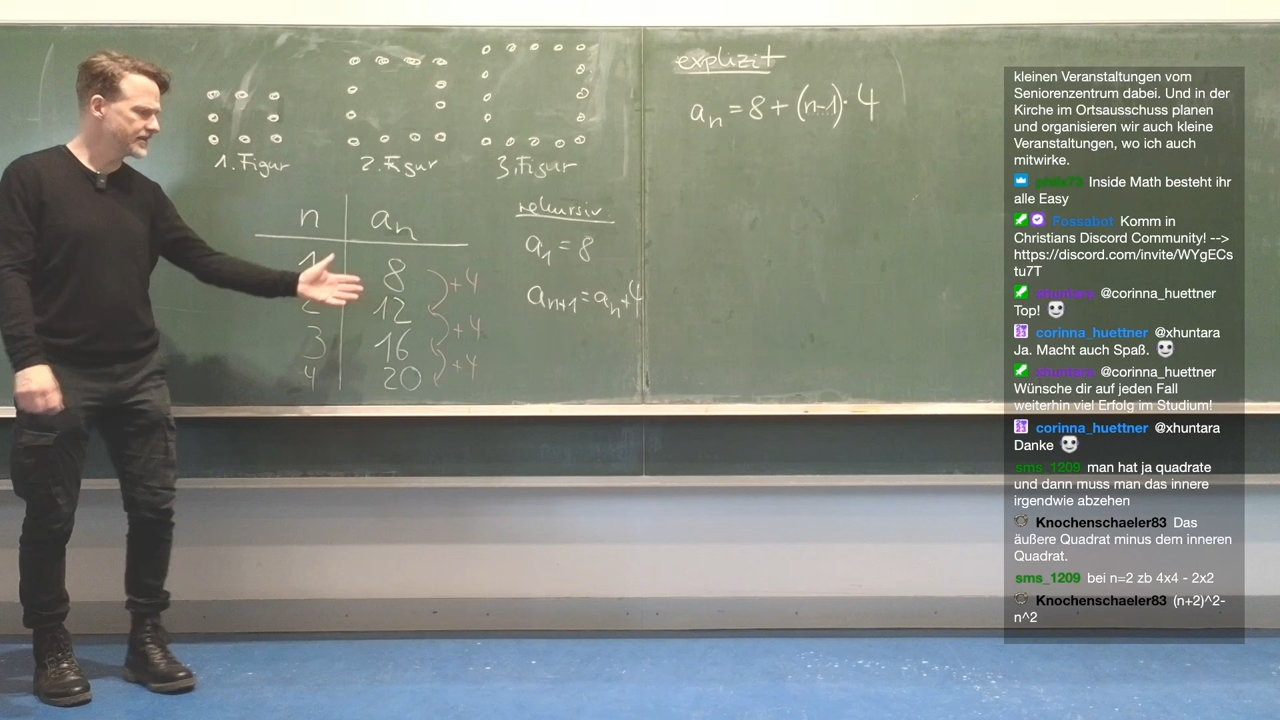 1. Figur
2. Figur
3. Figur
n aₙ
1 8
2 12
3 16
4 20
+4
+4
+4
rekursiv
a₁ = 8
aₙ₊₁ = aₙ + 4
explizit
aₙ = 8 + (n-1) · 4
kleinen Veranstaltungen vom
Seniorenzentrum dabei. Und in der
Kirche im Ortsausschuss planen
und organisieren wir auch kleine
Veranstaltungen, wo ich auch
mitwirke.
Inside Math besteht ihr
alle Easy
Fossabot Komm in
Christians Discord Community! -->
https://discord.com/invite/WYgECs
tu7T
xhuntara @corinna_huettner
Top!
corinna_huettner @xhuntara
Ja. Macht auch Spaß.
xhuntara @corinna_huettner
Wünsche dir auf jeden Fall
weiterhin viel Erfolg im Studium!
corinna_huettner @xhuntara
Danke
sms_1209 man hat ja quadrate
und dann muss man das innere
irgendwie abzehen
Knochenschaeler83 Das
äußere Quadrat minus dem inneren
Quadrat.
sms_1209 bei n=2 zb 4x4 - 2x2
Knochenschaeler83 (n+2)^2-
n^2